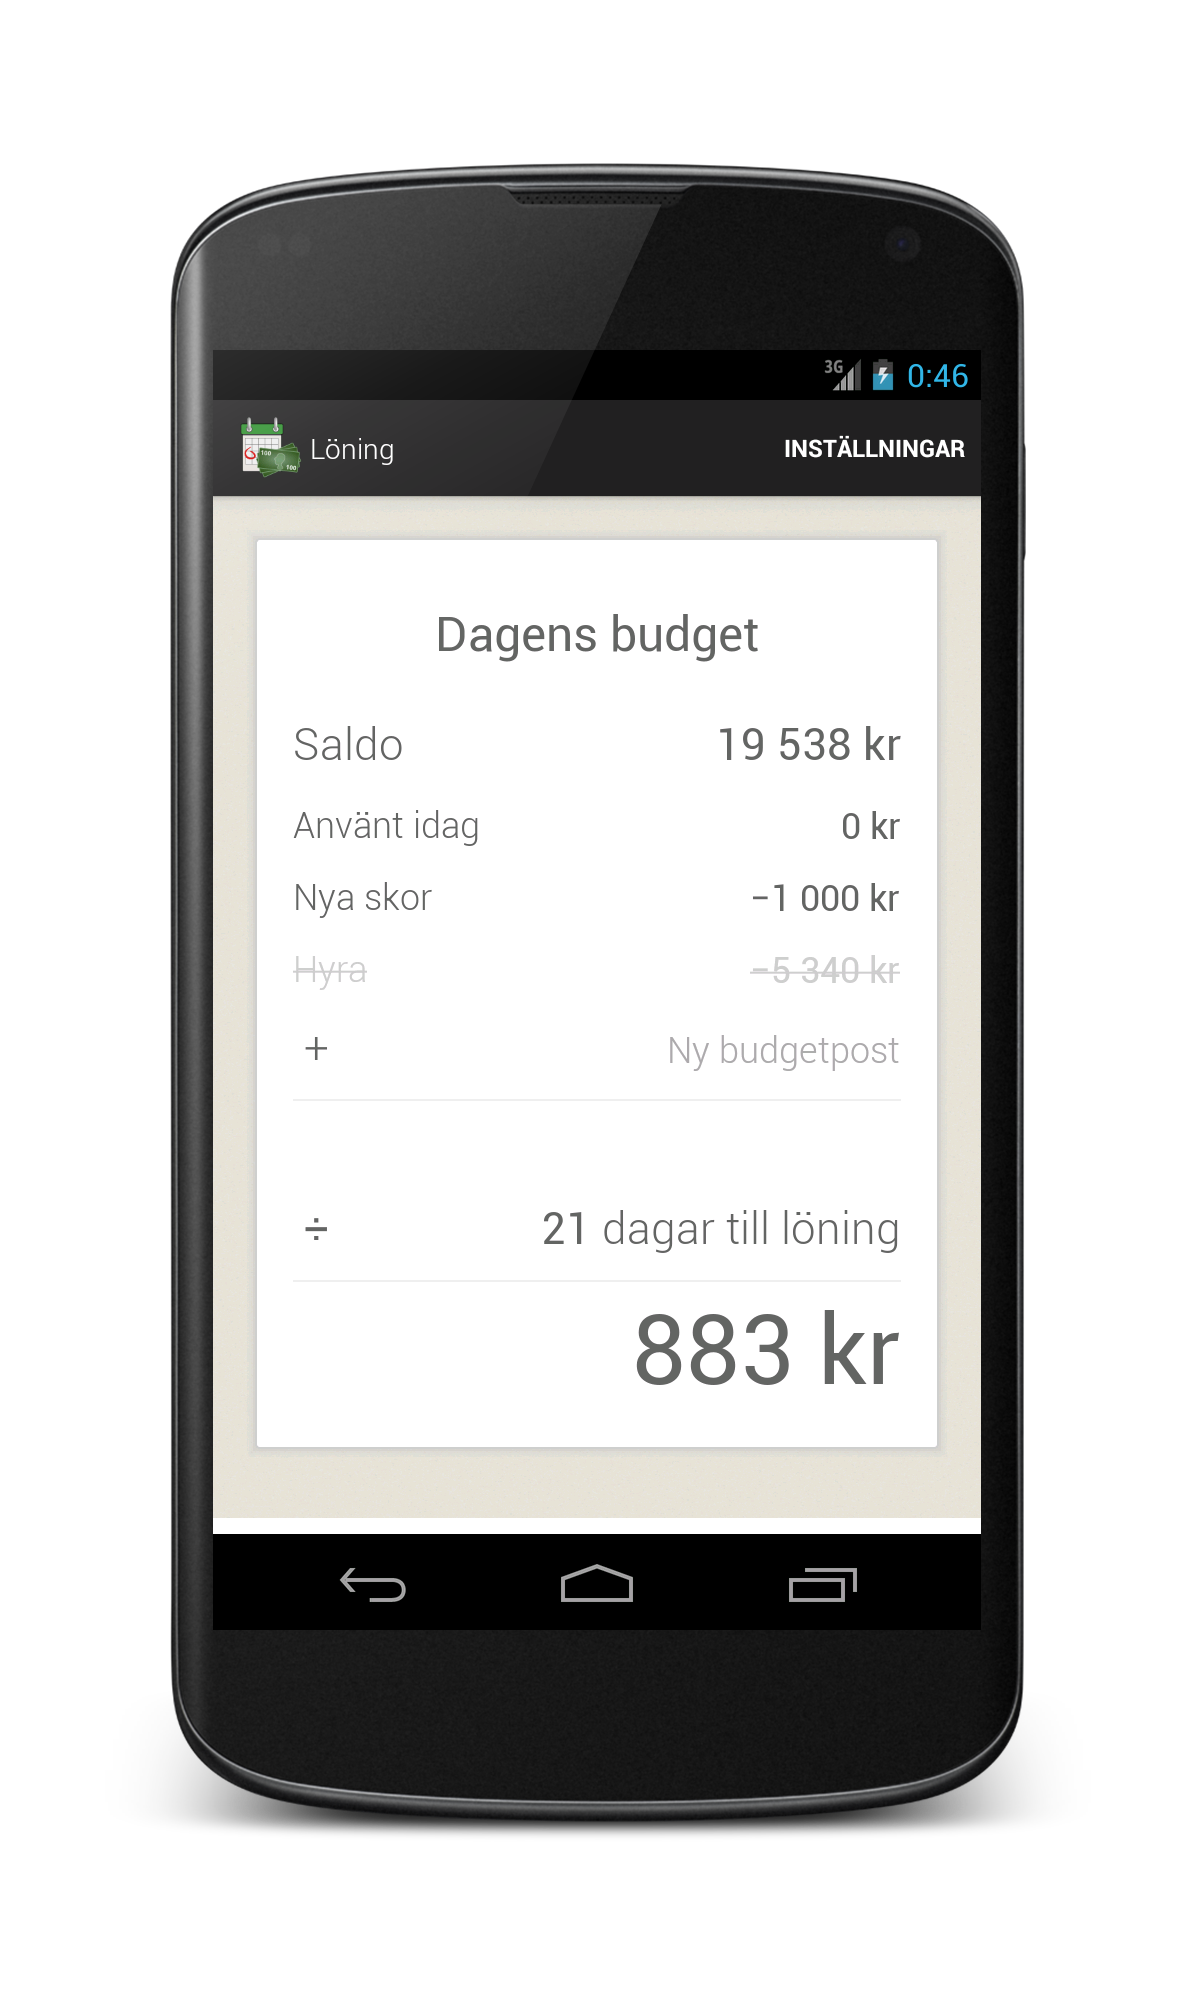 3G 0:46
Löning INSTÄLLNINGAR
Dagens budget
Saldo 19 538 kr
Använt idag 0 kr
Nya skor −1 000 kr
Hyra −5 340 kr
+ Ny budgetpost
÷ 21 dagar till löning
883 kr